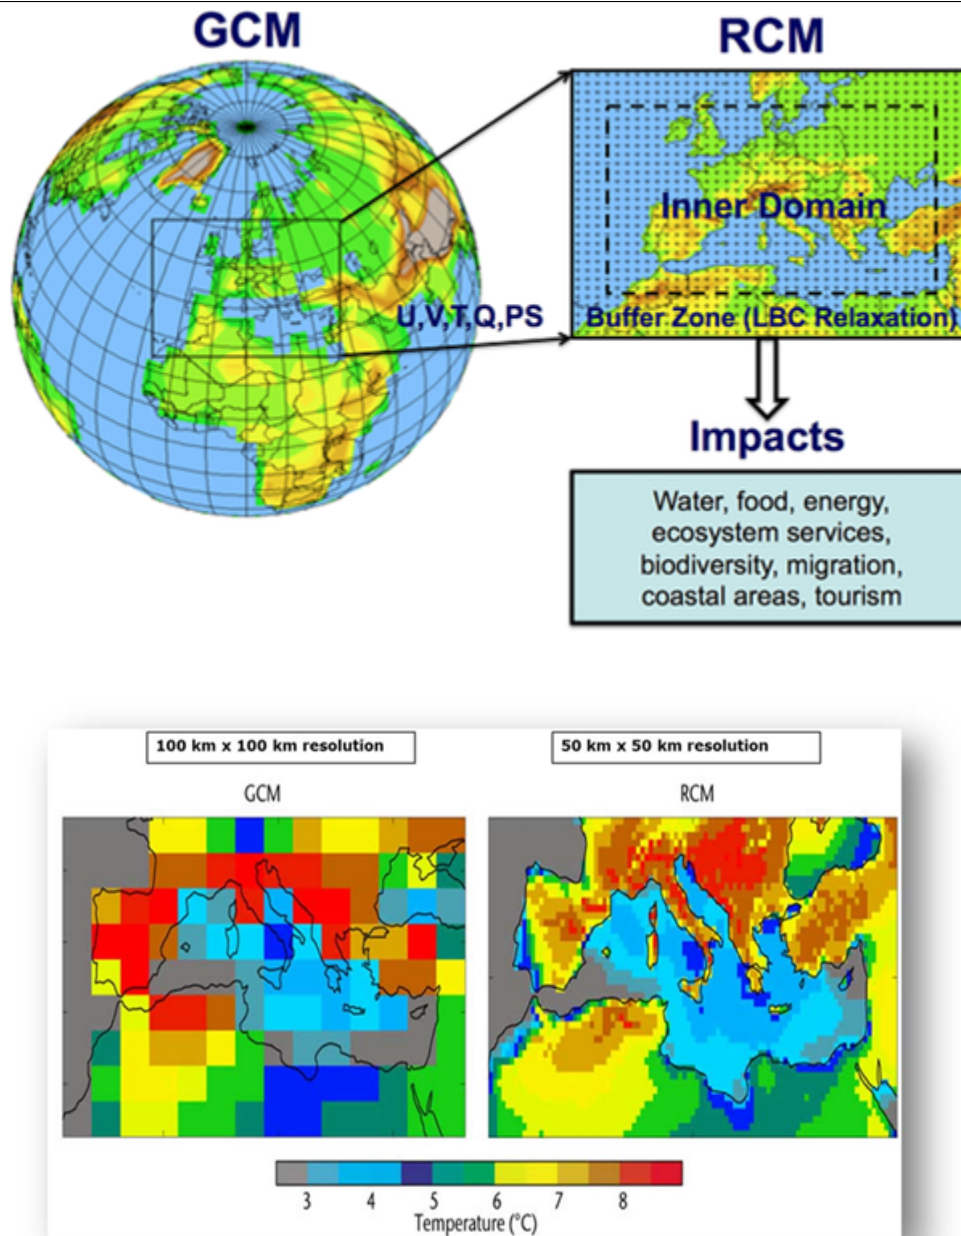 GCM
RCM
Inner Domain
U,V,T,Q,PS
Buffer Zone (LBC Relaxation)
Impacts
Water, food, energy,
ecosystem services,
biodiversity, migration,
coastal areas, tourism
100 km x 100 km resolution
50 km x 50 km resolution
GCM
RCM
3 4 5 6 7 8
Temperature (°C)